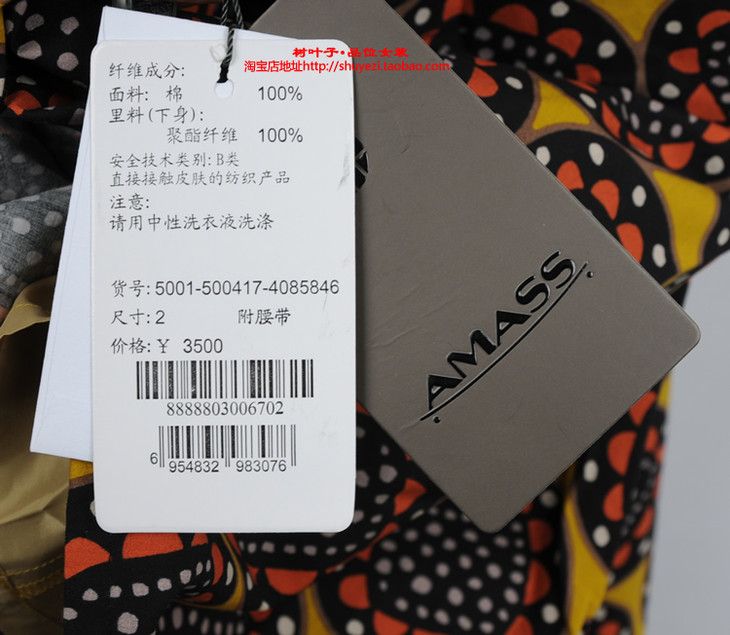 树叶子·品位女装
淘宝店地址http://shuyezi.taobao.com
纤维成分:
面料: 棉 100%
里料(下身):
聚酯纤维 100%
安全技术类别: B类
直接接触皮肤的纺织产品
注意:
请用中性洗衣液洗涤
货号: 5001-500417-4085846
尺寸: 2 附腰带
价格: ¥ 3500
8888803006702
6 954832 983076
AMASS